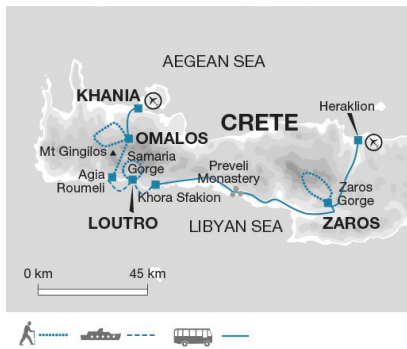 AEGEAN SEA
KHANIA
Heraklion
CRETE
OMALOS
Mt Gingilos
Samaria
Gorge
Preveli
Monastery
Agia
Roumeli
Zaros
Gorge
Khora Sfakion
LOUTRO
LIBYAN SEA
ZAROS
0 km
45 km